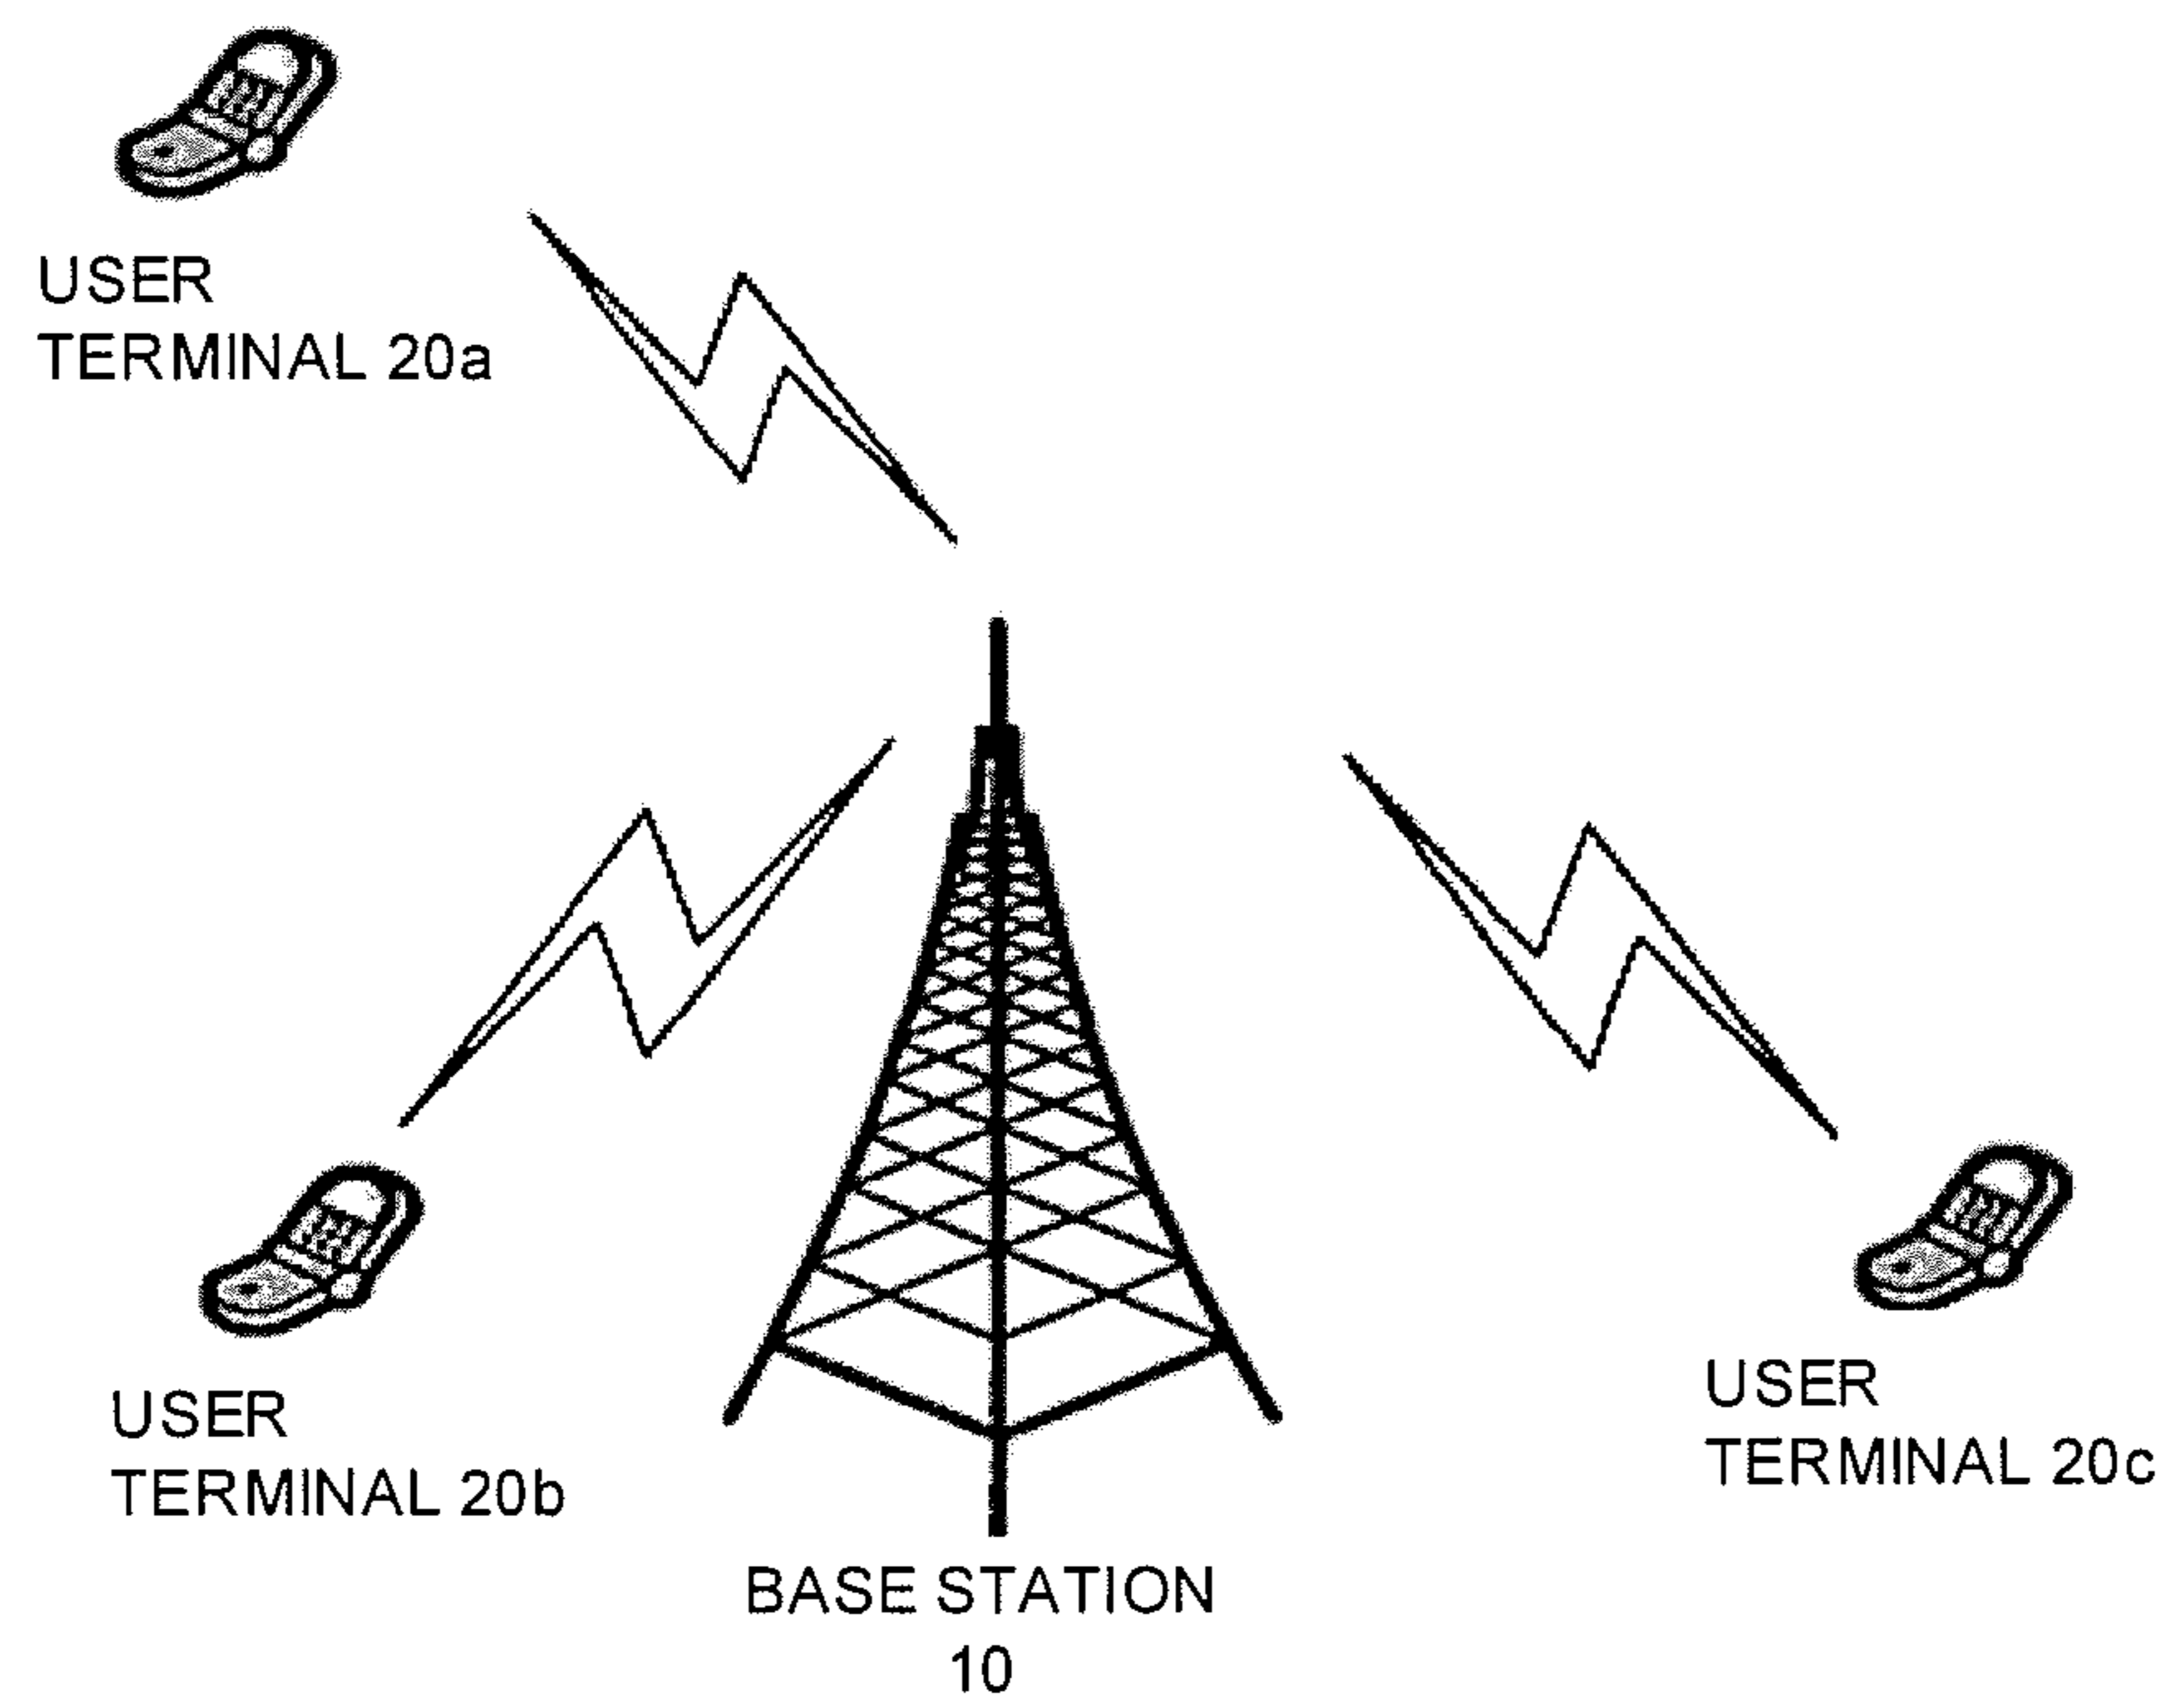 USER
TERMINAL 20a
USER
TERMINAL 20b
USER
TERMINAL 20c
BASE STATION
10